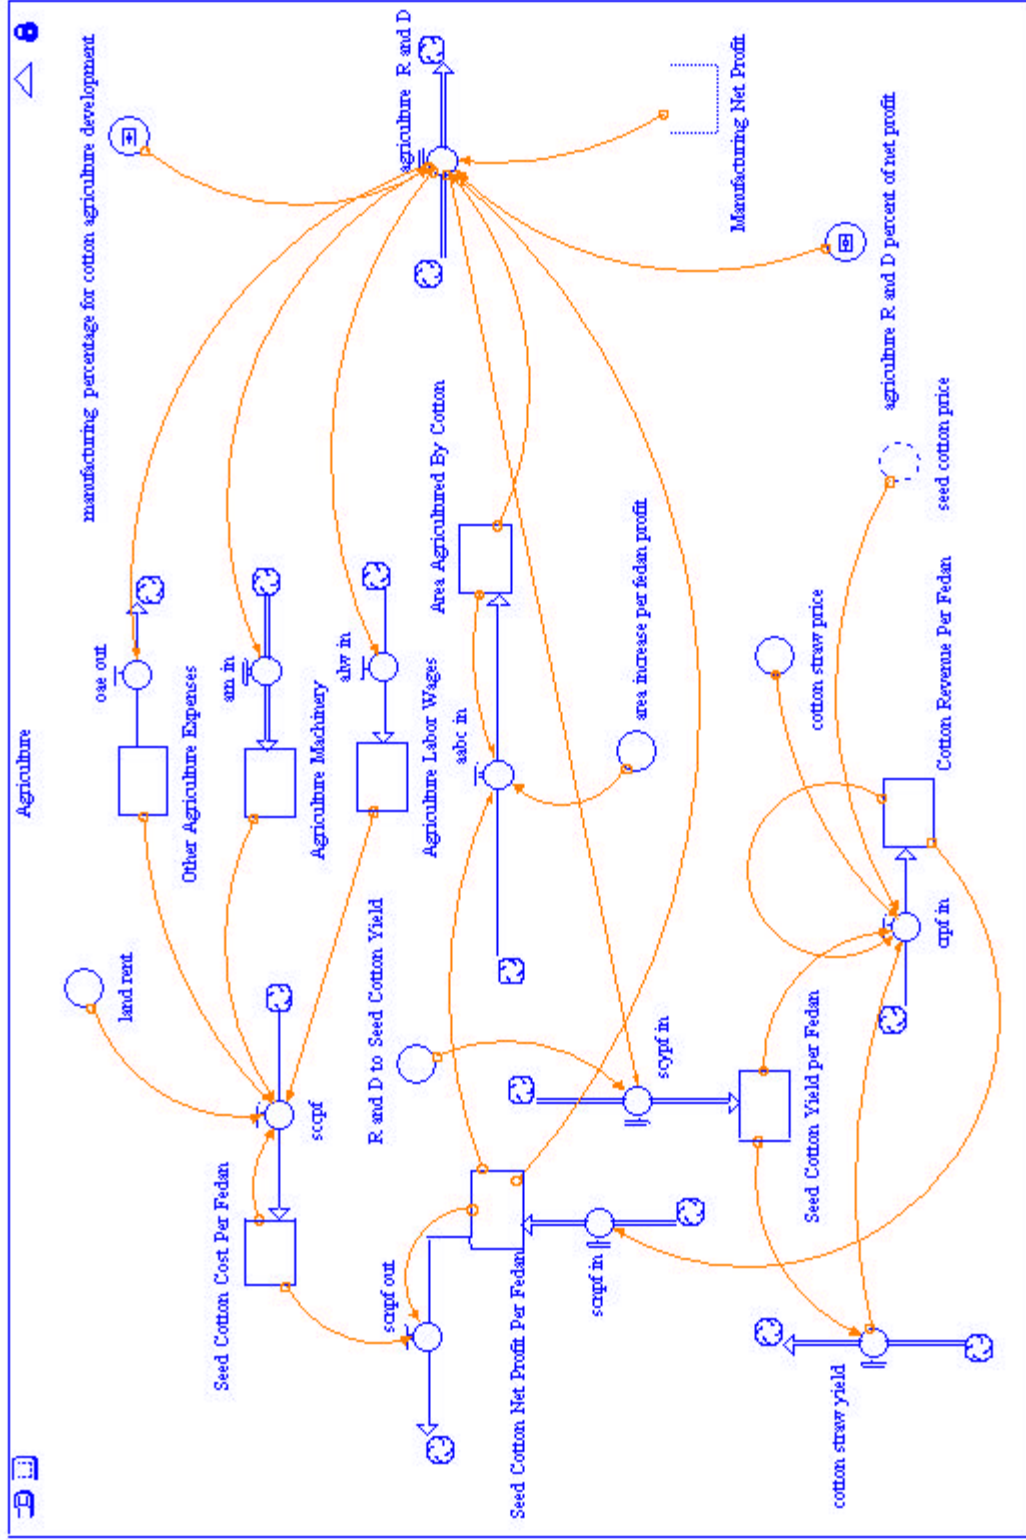 Agriculture
manufacturing percentage for cotton agriculture development
oae out
land rent
Other Agriculture Expenses
Seed Cotton Cost Per Fedan
am in
sccpf
Agriculture Machinery
alw in
R and D to Seed Cotton Yield
Agriculture Labor Wages
agriculture R and D
scnpf out
Area Agricultured By Cotton
aabc in
Seed Cotton Net Profit Per Fedan
scnpf in
area increase per fedan profit
scypf in
Manufacturing Net Profit
Seed Cotton Yield per Fedan
cotton straw price
cotton straw yield
agriculture R and D percent of net profit
seed cotton price
Cotton Revenue Per Fedan
crpf in